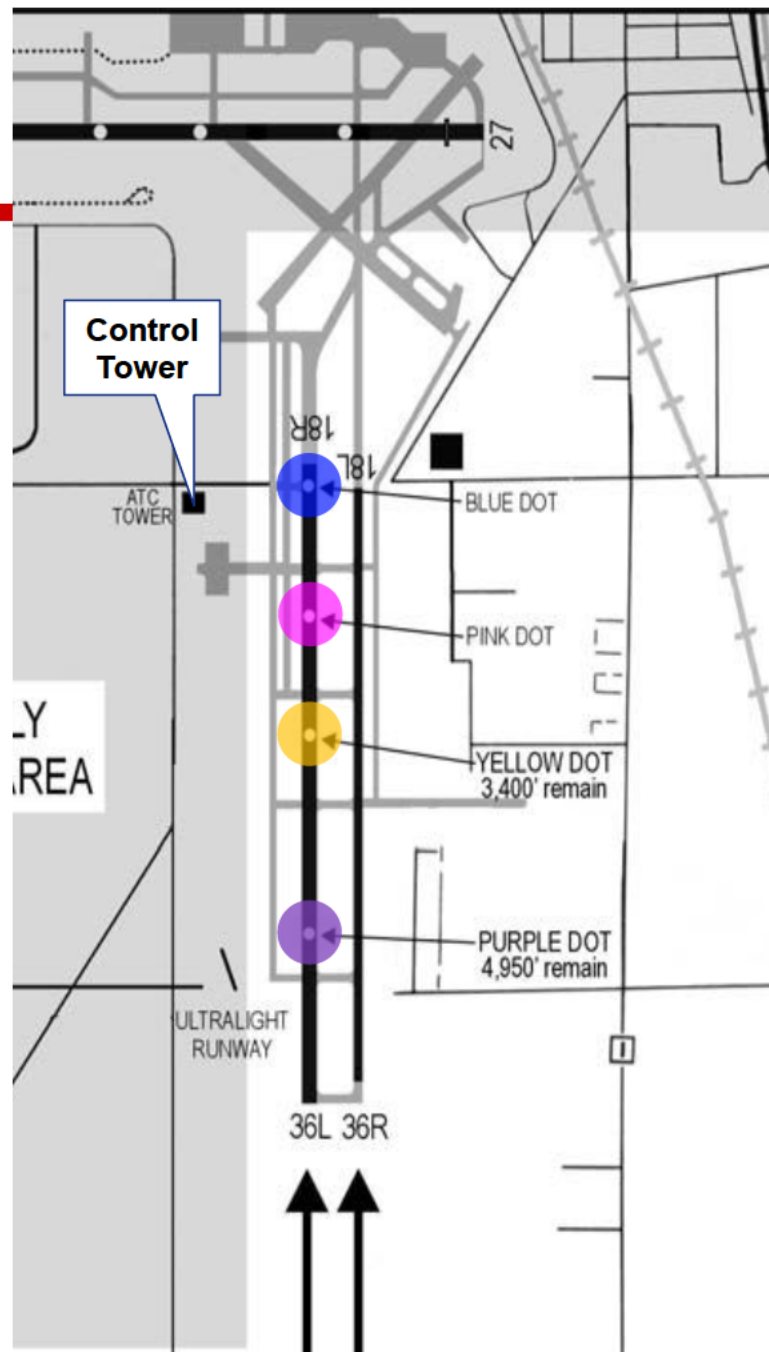 27
Control
Tower
18R
18L
ATC
TOWER
BLUE DOT
PINK DOT
LY
AREA
YELLOW DOT
3,400' remain
PURPLE DOT
4,950' remain
ULTRALIGHT
RUNWAY
I
36L 36R